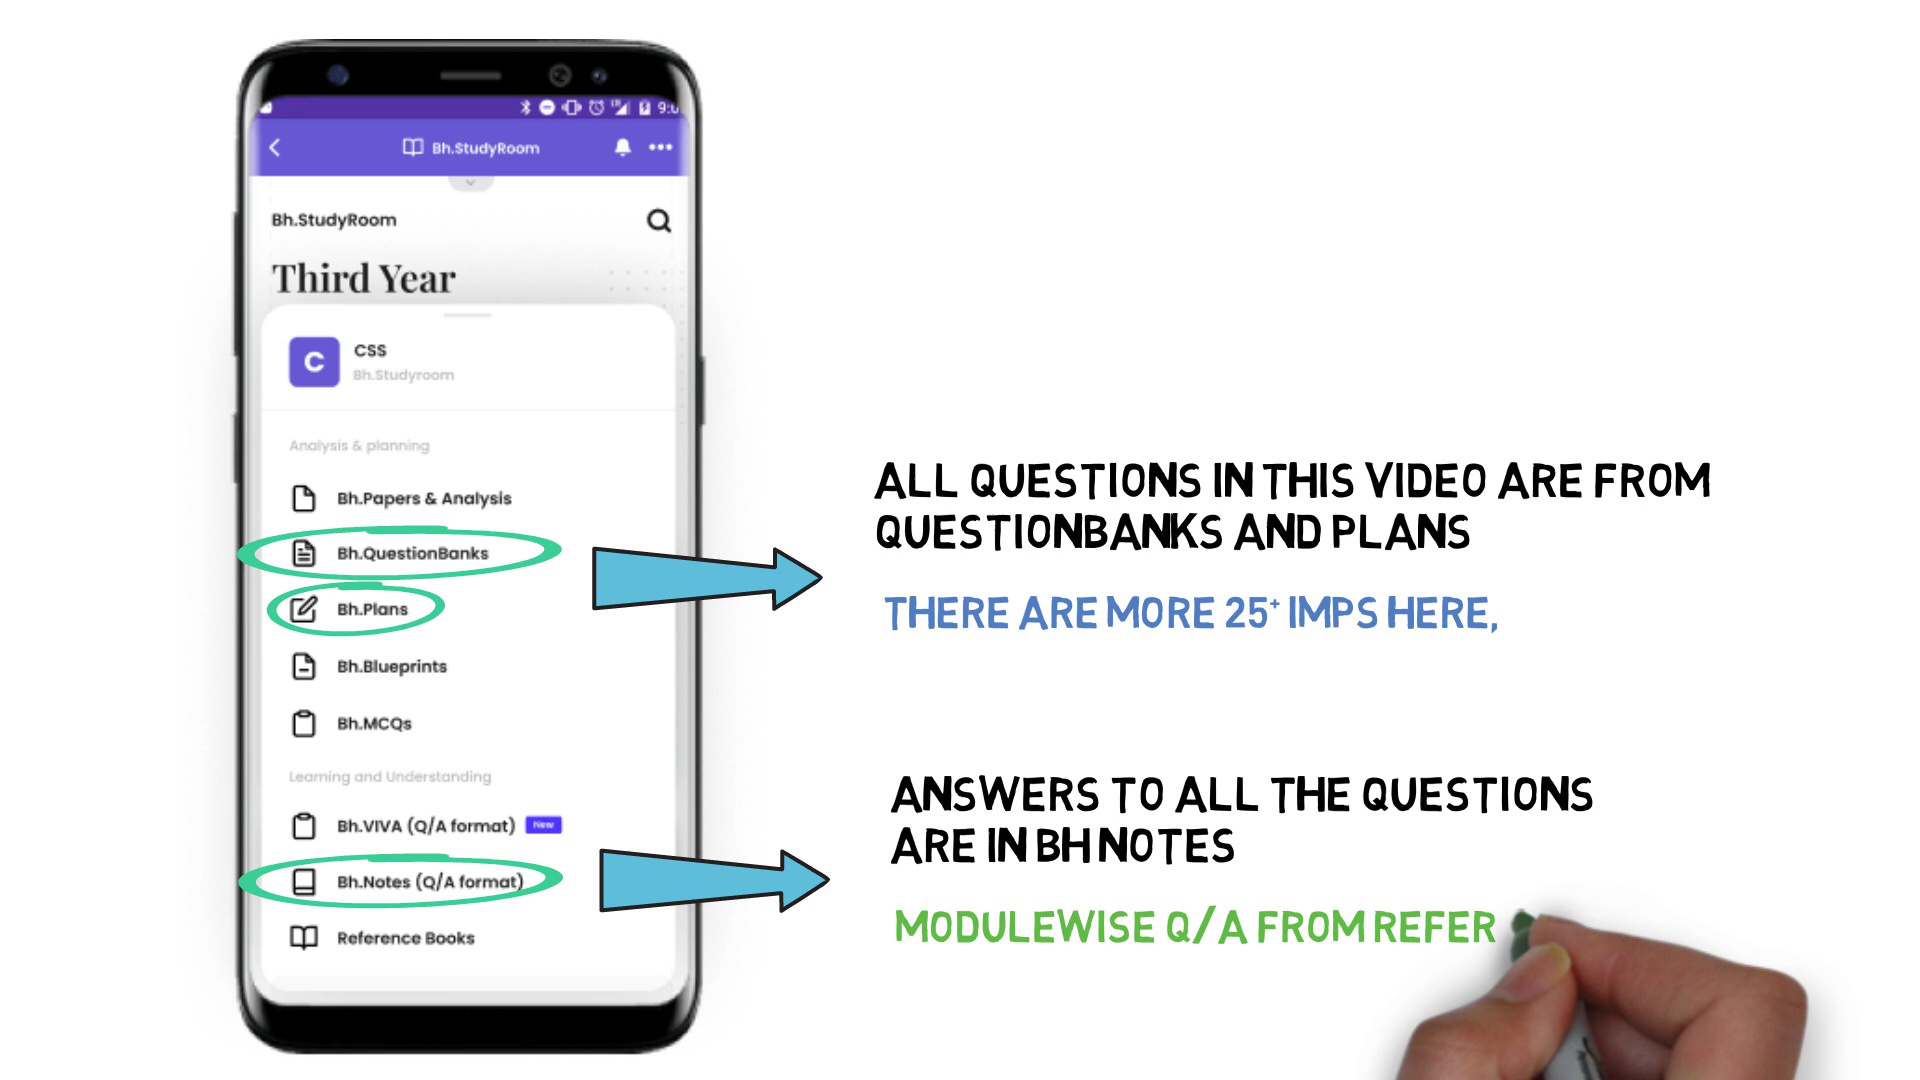 9:0
Bh.StudyRoom
Bh.StudyRoom
Third Year
C
CSS
Bh.Studyroom
Analysis & planning
Bh.Papers & Analysis
Bh.QuestionBanks
Bh.Plans
Bh.Blueprints
Bh.MCQs
Learning and Understanding
Bh.VIVA (Q/A format) New
Bh.Notes (Q/A format)
Reference Books
ALL QUESTIONS IN THIS VIDEO ARE FROM
QUESTIONBANKS AND PLANS
THERE ARE MORE 25+ IMPS HERE,
ANSWERS TO ALL THE QUESTIONS
ARE IN BH NOTES
MODULEWISE Q/A FROM REFER